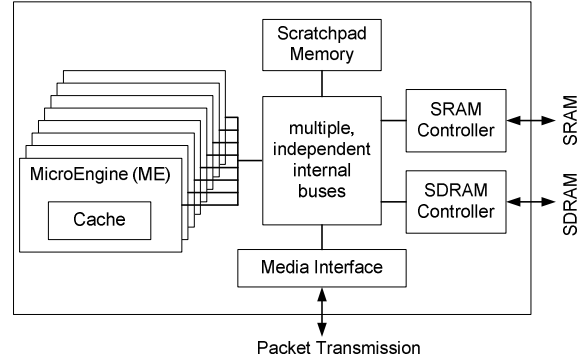 Scratchpad
Memory
SRAM
Controller
SRAM
multiple,
independent
internal
buses
MicroEngine (ME)
Cache
SDRAM
Controller
SDRAM
Media Interface
Packet Transmission